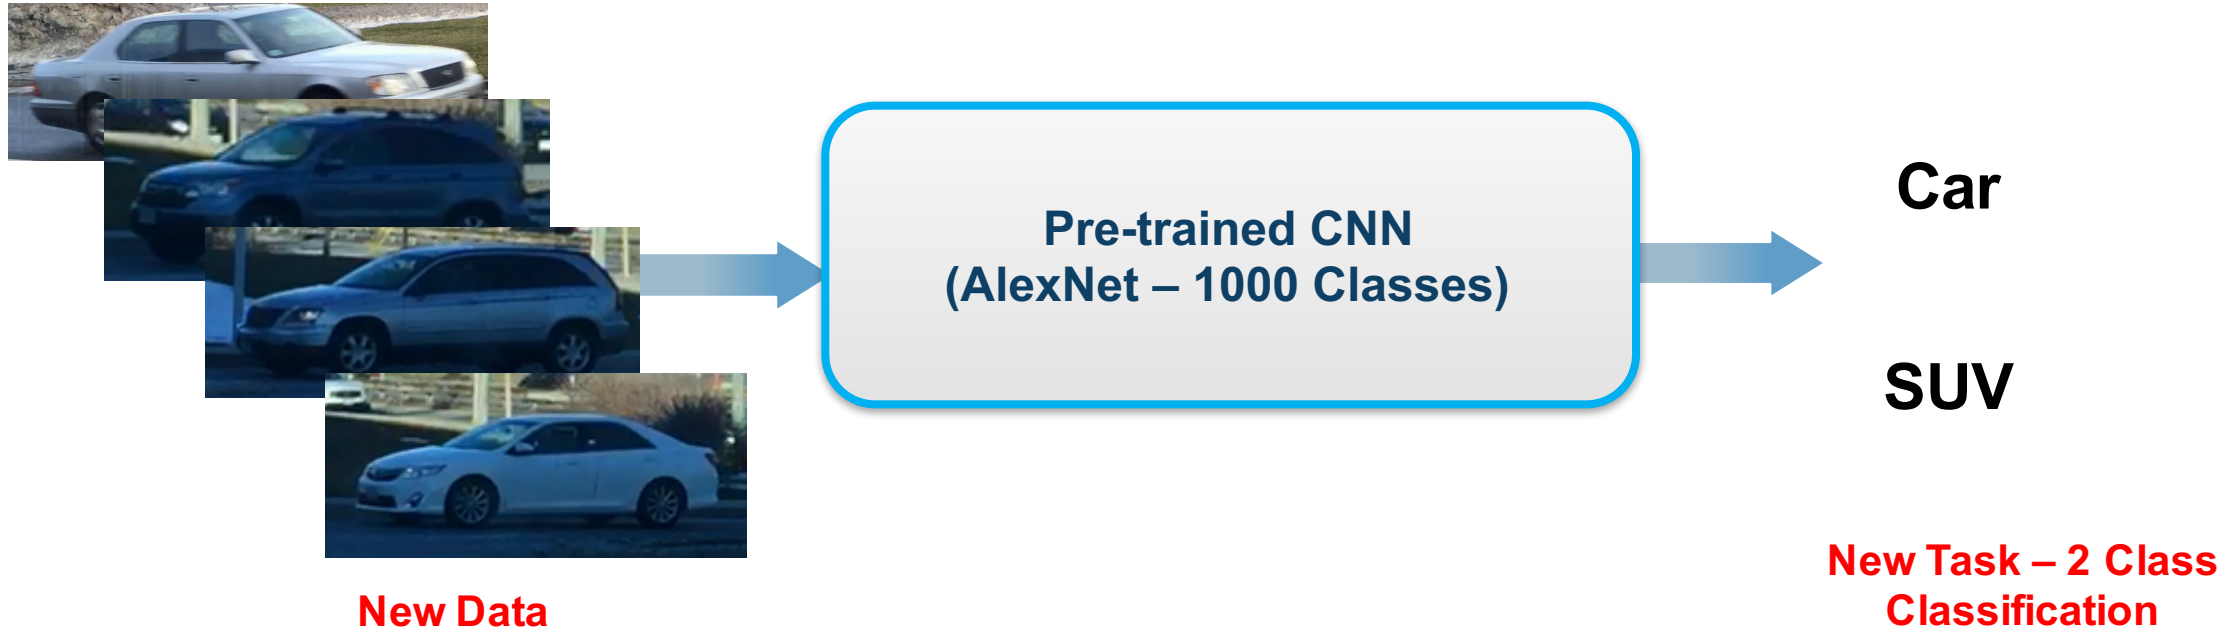 Pre-trained CNN
(AlexNet – 1000 Classes)
Car
SUV
New Data
New Task – 2 Class
Classification